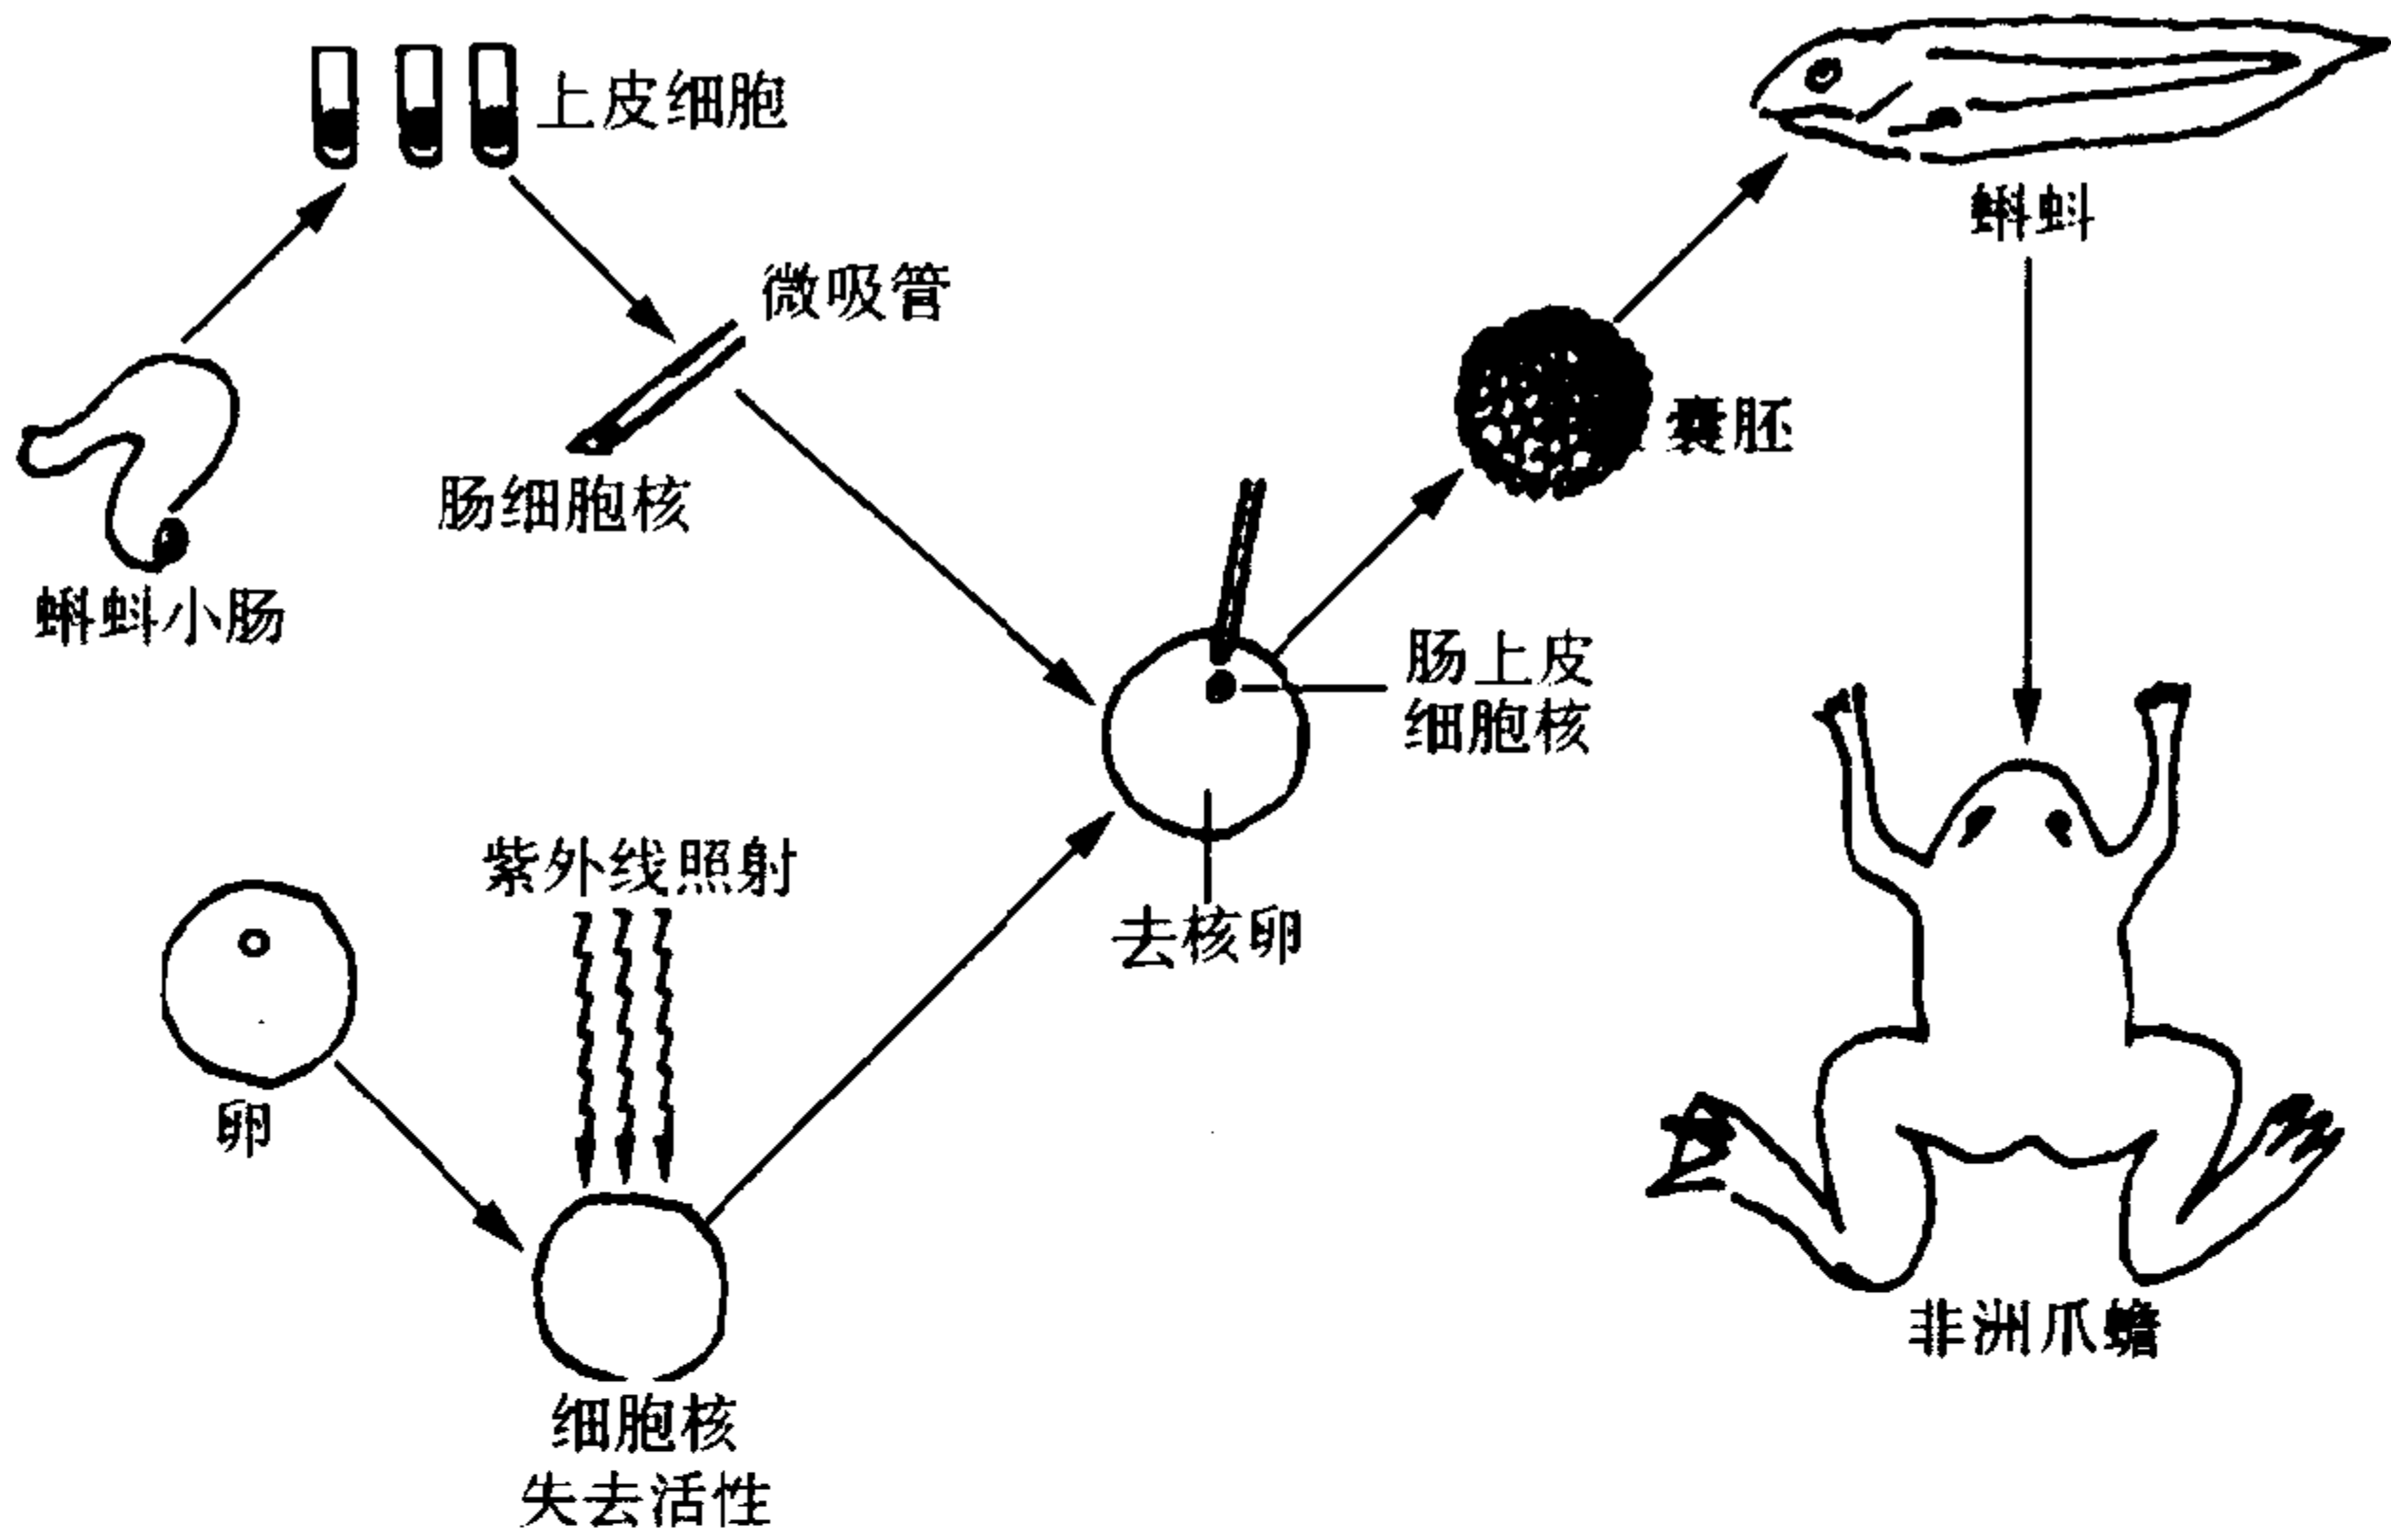 上皮细胞
微吸管
肠细胞核
蝌蚪小肠
蝌蚪
囊胚
肠上皮
细胞核
紫外线照射
去核卵
卵
细胞核
失去活性
非洲爪蟾